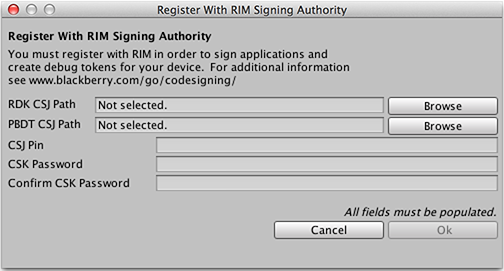 Register With RIM Signing Authority
Register With RIM Signing Authority
You must register with RIM in order to sign applications and
create debug tokens for your device. For additional information
see www.blackberry.com/go/codesigning/
RDK CSJ Path Not selected. Browse
PBDT CSJ Path Not selected. Browse
CSJ Pin
CSK Password
Confirm CSK Password
All fields must be populated.
Cancel Ok